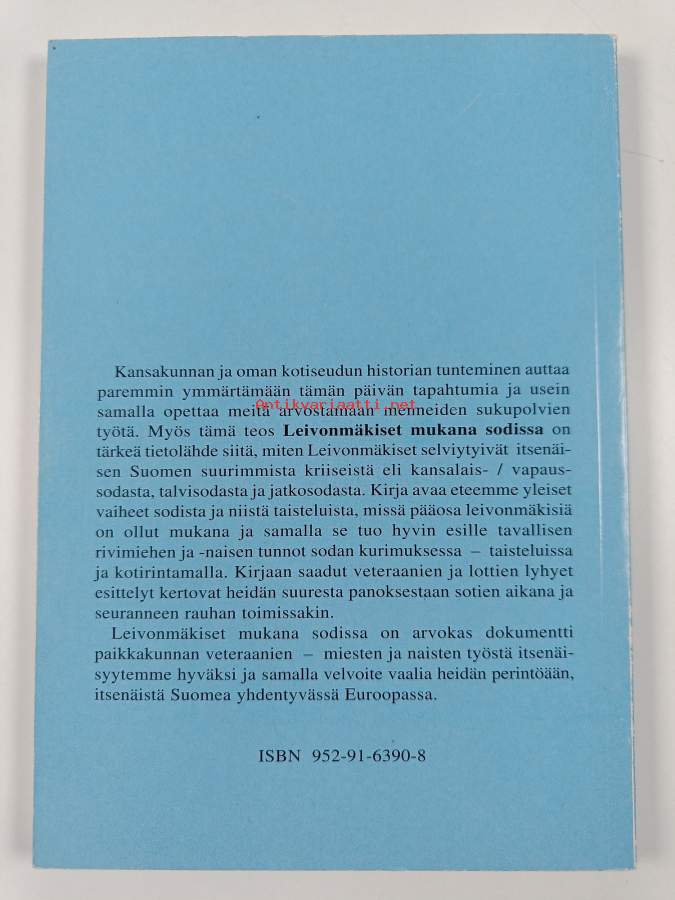 Kansakunnan ja oman kotiseudun historian tunteminen auttaa
paremmin ymmärtämään tämän päivän tapahtumia ja usein
samalla opettaa meitä arvostamaan menneiden sukupolvien
Antikvariaatti.net
työtä. Myös tämä teos Leivonmäkiset mukana sodissa on
tärkeä tietolähde siitä, miten Leivonmäkiset selviytyivät itsenäi-
sen Suomen suurimmista kriiseistä eli kansalais- / vapaus-
sodasta, talvisodasta ja jatkosodasta. Kirja avaa eteemme yleiset
vaiheet sodista ja niistä taisteluista, missä pääosa leivonmäkisiä
on ollut mukana ja samalla se tuo hyvin esille tavallisen
rivimiehen ja -naisen tunnot sodan kurimuksessa – taisteluissa
ja kotirintamalla. Kirjaan saadut veteraanien ja lottien lyhyet
esittelyt kertovat heidän suuresta panoksestaan sotien aikana ja
seuranneen rauhan toimissakin.
Leivonmäkiset mukana sodissa on arvokas dokumentti
paikkakunnan veteraanien – miesten ja naisten työstä itsenäi-
syytemme hyväksi ja samalla velvoite vaalia heidän perintöään,
itsenäistä Suomea yhdentyvässä Euroopassa.
ISBN 952-91-6390-8